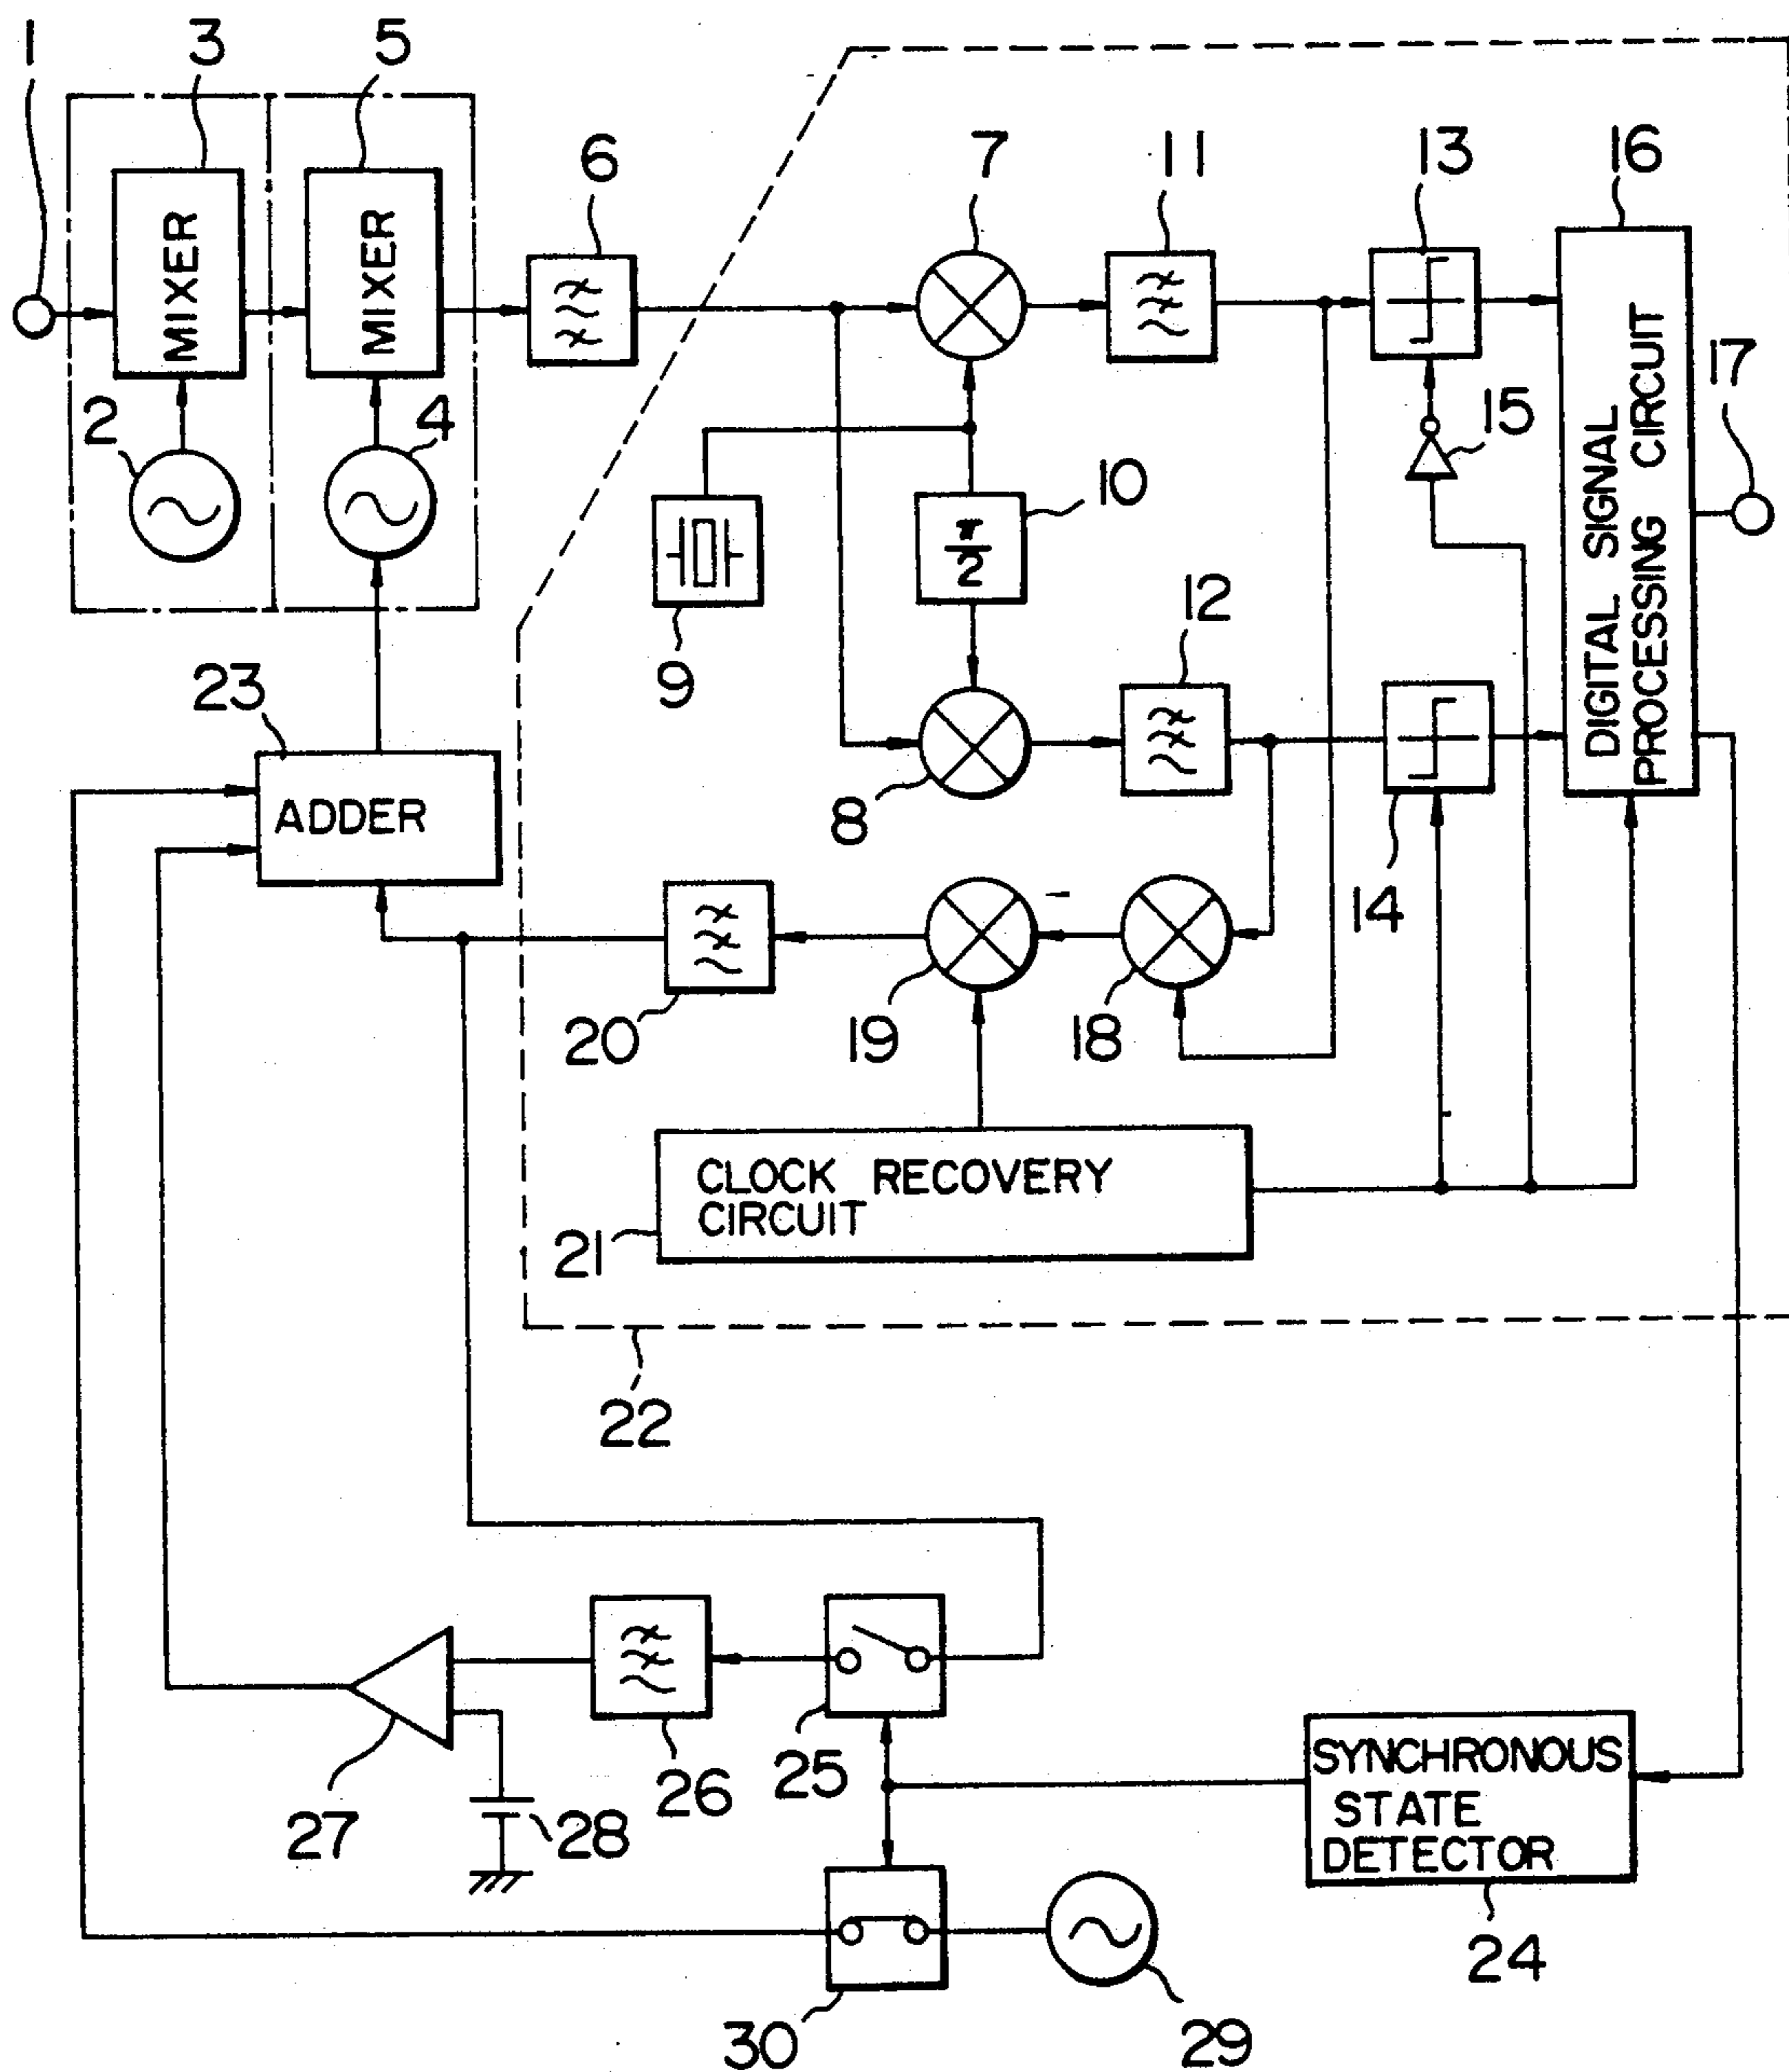 1
3
5
6
7
11
13
16
MIXER
MIXER
2
4
9
10
π/2
15
17
DIGITAL SIGNAL
PROCESSING CIRCUIT
12
23
ADDER
8
14
20
19
18
CLOCK RECOVERY
CIRCUIT
21
22
27
28
26
25
SYNCHRONOUS
STATE
DETECTOR
24
30
29